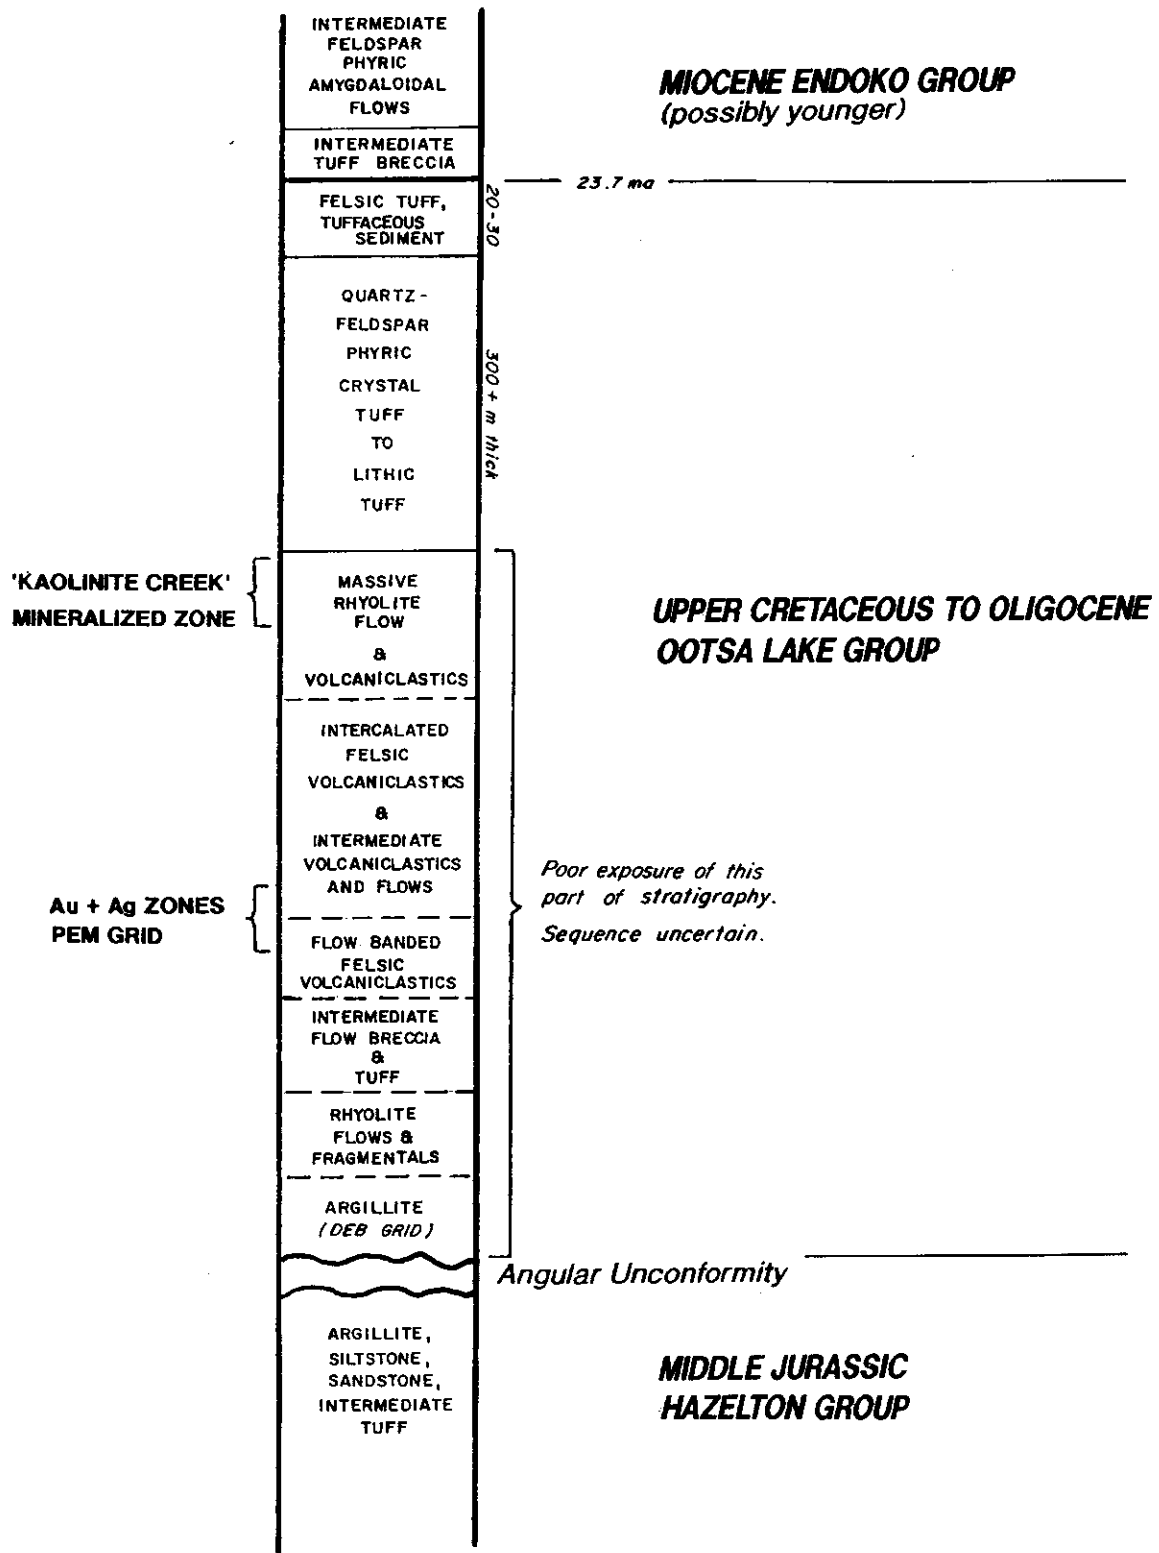 INTERMEDIATE
FELDSPAR
PHYRIC
AMYGDALOIDAL
FLOWS
MIOCENE ENDOKO GROUP
(possibly younger)
INTERMEDIATE
TUFF BRECCIA
23.7 ma
FELSIC TUFF,
TUFFACEOUS
SEDIMENT
20-30
QUARTZ-
FELDSPAR
PHYRIC
CRYSTAL
TUFF
TO
LITHIC
TUFF
300 + m thick
'KAOLINITE CREEK'
MINERALIZED ZONE
MASSIVE
RHYOLITE
FLOW
&
VOLCANICLASTICS
UPPER CRETACEOUS TO OLIGOCENE
OOTSA LAKE GROUP
INTERCALATED
FELSIC
VOLCANICLASTICS
&
INTERMEDIATE
VOLCANICLASTICS
AND FLOWS
Au + Ag ZONES
PEM GRID
Poor exposure of this
part of stratigraphy.
Sequence uncertain.
FLOW BANDED
FELSIC
VOLCANICLASTICS
INTERMEDIATE
FLOW BRECCIA
&
TUFF
RHYOLITE
FLOWS &
FRAGMENTALS
ARGILLITE
(DEB GRID)
Angular Unconformity
ARGILLITE,
SILTSTONE,
SANDSTONE,
INTERMEDIATE
TUFF
MIDDLE JURASSIC
HAZELTON GROUP